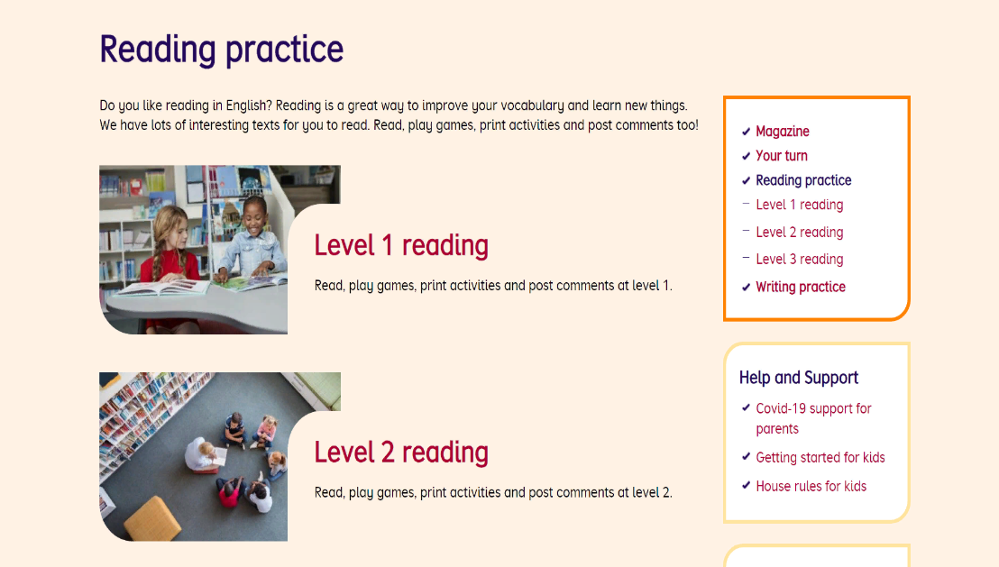 Reading practice
Do you like reading in English? Reading is a great way to improve your vocabulary and learn new things.
We have lots of interesting texts for you to read. Read, play games, print activities and post comments too!
Level 1 reading
Read, play games, print activities and post comments at level 1.
Level 2 reading
Read, play games, print activities and post comments at level 2.
Magazine
Your turn
Reading practice
Level 1 reading
Level 2 reading
Level 3 reading
Writing practice
Help and Support
Covid-19 support for
parents
Getting started for kids
House rules for kids